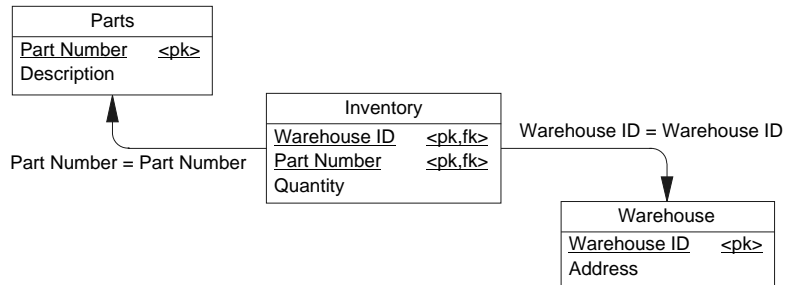 Parts
Part Number <pk>
Description
Inventory
Warehouse ID <pk,fk>
Part Number <pk,fk>
Quantity
Part Number = Part Number
Warehouse ID = Warehouse ID
Warehouse
Warehouse ID <pk>
Address